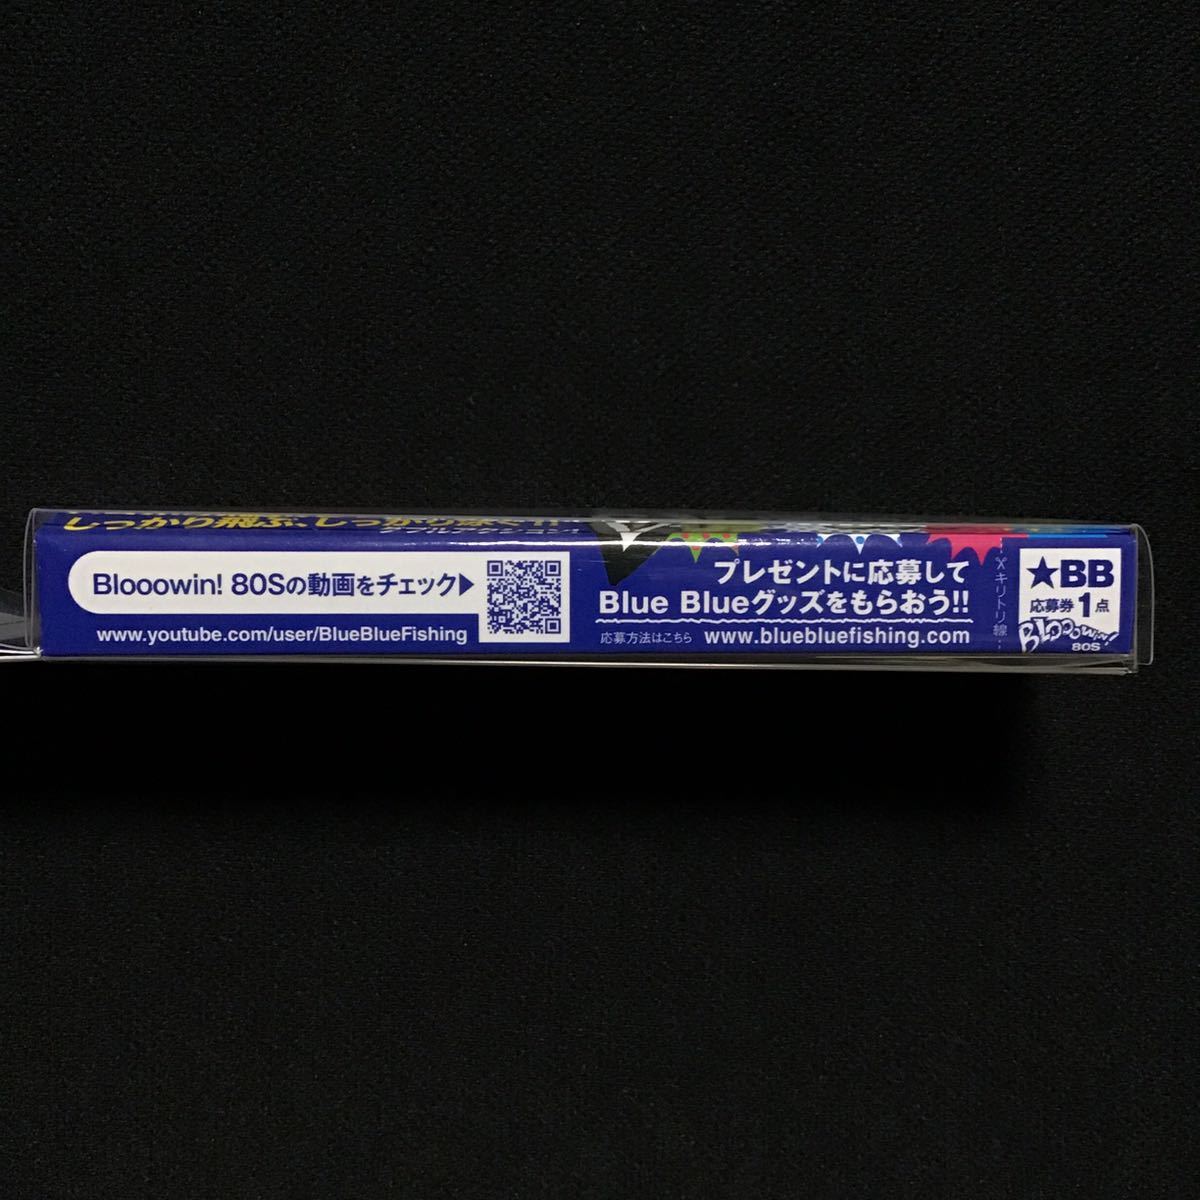 しっかり飛ぶ、しっかり泳ぐ!!
Blooowin! 80Sの動画をチェック▶
www.youtube.com/user/BlueBlueFishing
プレゼントに応募して
Blue Blueグッズをもらおう!!
応募方法はこちら www.bluebluefishing.com
キリトリ線
★BB
応募券1点
BLOOOWIN!
80S